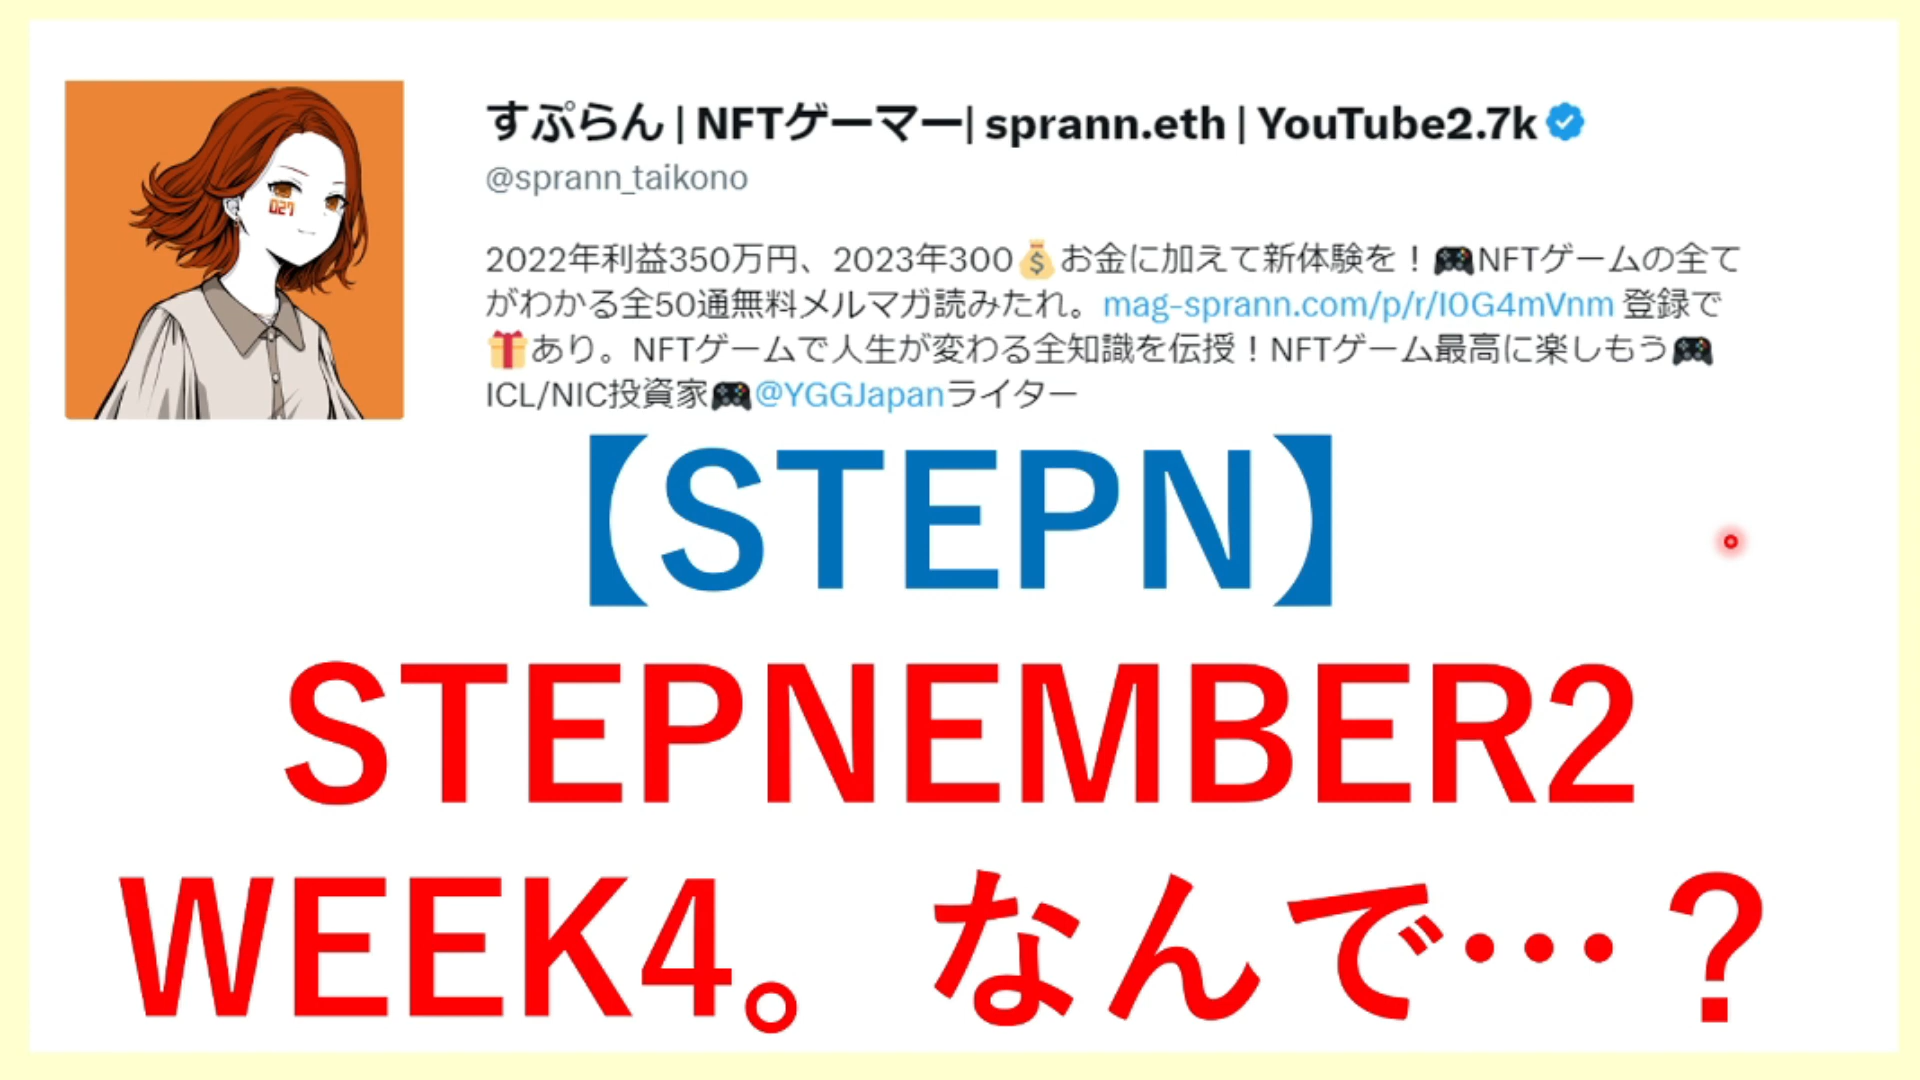 すぷらん | NFTゲーマー| sprann.eth | YouTube2.7k
@sprann_taikono
2022年利益350万円、2023年300💰お金に加えて新体験を！🎮NFTゲームの全て
がわかる全50通無料メルマガ読みたれ。mag-sprann.com/p/r/I0G4mVnm 登録で
🎁あり。NFTゲームで人生が変わる全知識を伝授！NFTゲーム最高に楽しもう🎮
ICL/NIC投資家🎮@YGGJapanライター
027
【STEPN】
STEPNEMBER2
WEEK4。なんで…？